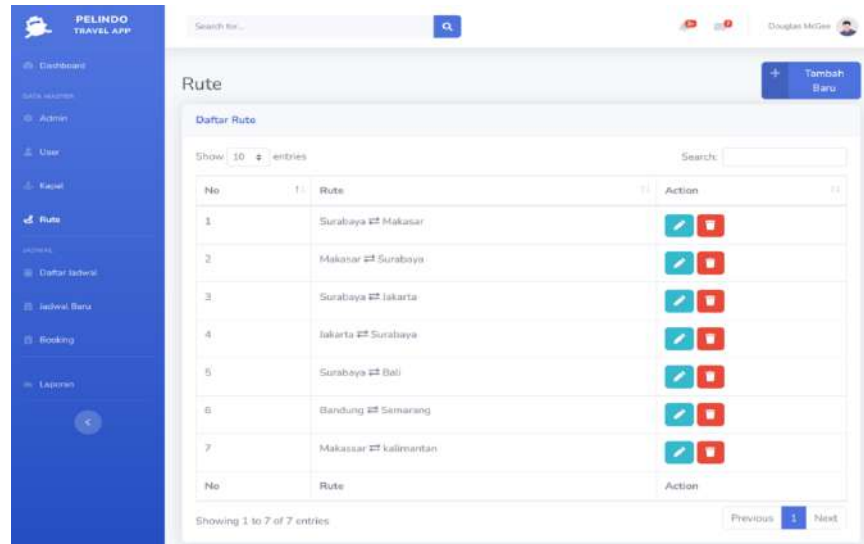 PELINDO
TRAVEL APP
Search for...
Douglas McGee
Dashboard
DATA MASTER
Admin
User
Kapal
Rute
JADWAL
Daftar Jadwal
Jadwal Baru
Booking
Laporan
Rute
+ Tambah
Baru
Daftar Rute
Show 10 entries
Search:
No Rute Action
1 Surabaya ⇄ Makasar
2 Makasar ⇄ Surabaya
3 Surabaya ⇄ Jakarta
4 Jakarta ⇄ Surabaya
5 Surabaya ⇄ Bali
6 Bandung ⇄ Semarang
7 Makassar ⇄ kalimantan
No Rute Action
Showing 1 to 7 of 7 entries
Previous 1 Next